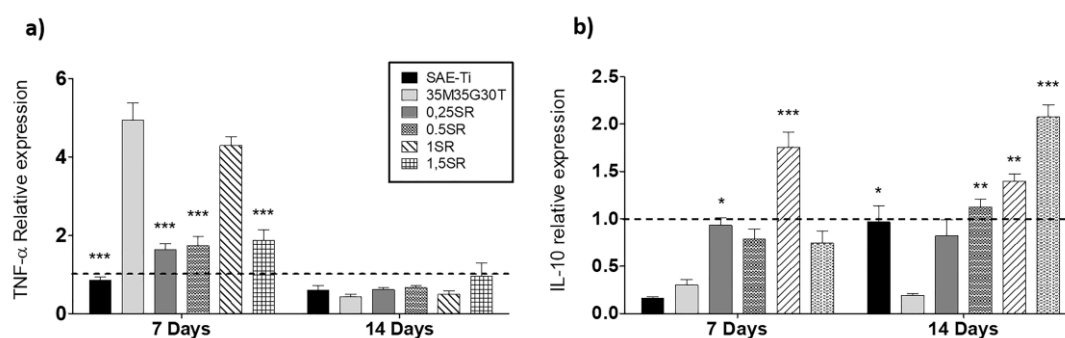 a)
TNF-α Relative expression
6
4
2
0
***
***
***
***
7 Days
14 Days
SAE-Ti
35M35G30T
0,25SR
0.5SR
1SR
1,5SR
b)
IL-10 relative expression
2.5
2.0
1.5
1.0
0.5
0.0
*
***
*
**
**
***
7 Days
14 Days